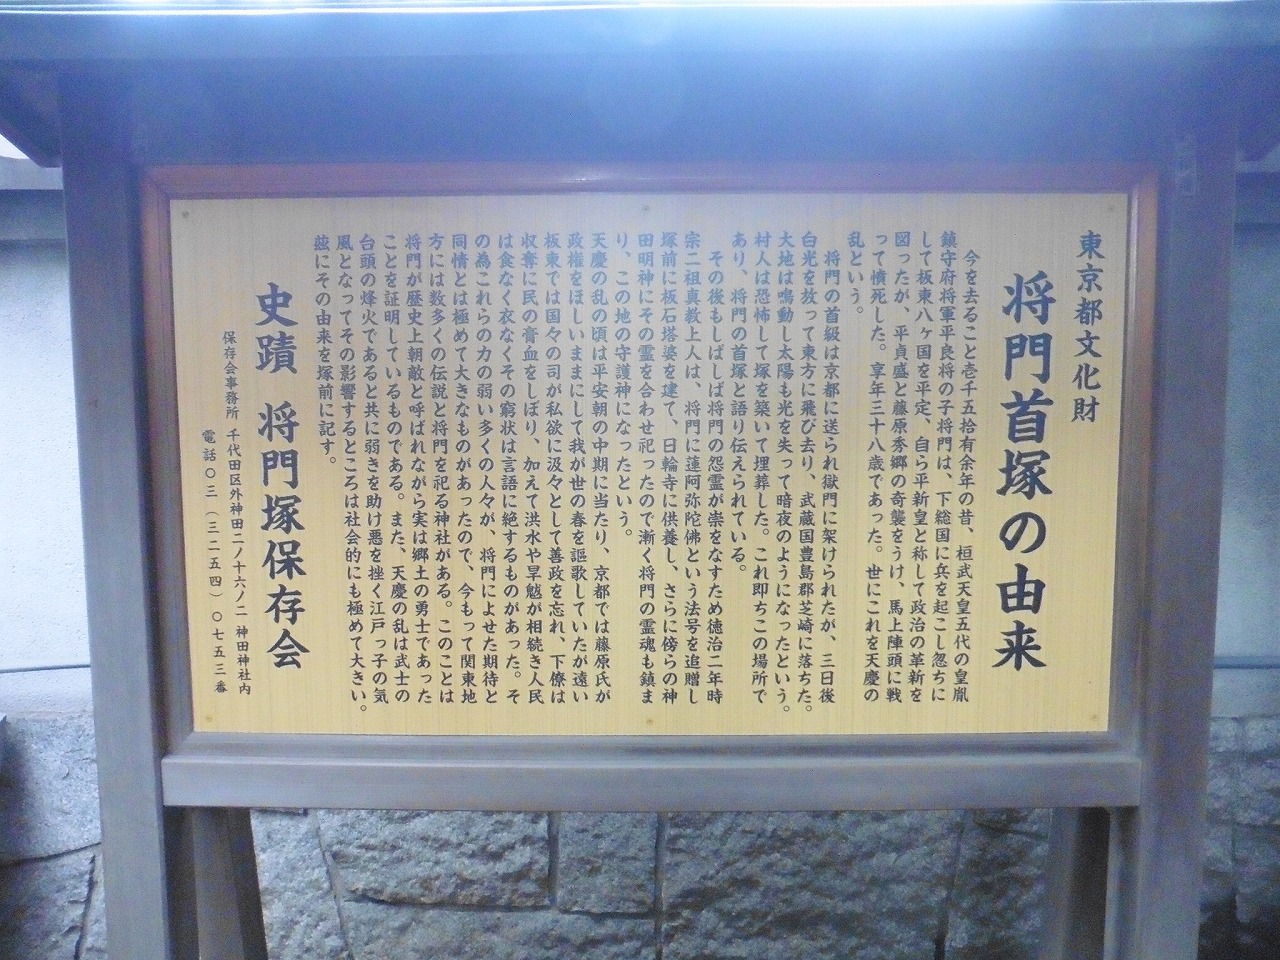 東京都文化財
将門首塚の由来
今を去ること壱千五拾有余年の昔、桓武天皇五代の皇胤
鎮守府将軍平良将の子将門は、下総国に兵を起こし忽ちに
して板東八ヶ国を平定、自ら平新皇と称して政治の革新を
図ったが、平貞盛と藤原秀郷の奇襲をうけ、馬上陣頭に戦
って憤死した。享年三十八歳であった。世にこれを天慶の
乱という。
将門の首級は京都に送られ獄門に架けられたが、三日後
白光を放って東方に飛び去り、武蔵国豊島郡芝崎に落ちた。
大地は鳴動し太陽も光を失って暗夜のようになったという。
村人は恐怖して塚を築いて埋葬した。これ即ちこの場所で
あり、将門の首塚と語り伝えられている。
その後もしばしば将門の怨霊が祟をなすため徳治二年時
宗二祖真教上人は、将門に蓮阿弥陀佛という法号を追贈し
塚前に板石塔婆を建て、日輪寺に供養し、さらに傍らの神
田明神にその霊を合わせ祀ったので漸く将門の霊魂も鎮ま
り、この地の守護神になったという。
天慶の乱の頃は平安朝の中期に当たり、京都では藤原氏が
政権をほしいままにして我が世の春を謳歌していたが遠い
板東では国々の司が私欲に汲々として善政を忘れ、下僚は
収奪に民の膏血をしぼり、加えて洪水や旱魃が相続き人民
は食なく衣なくその窮状は言語に絶するものがあった。そ
の為これらの力の弱い多くの人々が、将門によせた期待と
同情とは極めて大きなものがあったので、今もって関東地
方には数多くの伝説と将門を祀る神社がある。このことは
将門が歴史上朝敵と呼ばれながら実は郷土の勇士であった
ことを証明しているものである。また、天慶の乱は武士の
台頭の烽火であると共に弱きを助け悪を挫く江戸っ子の気
風となってその影響するところは社会的にも極めて大きい。
茲にその由来を塚前に記す。
史蹟 将門塚保存会
保存会事務所 千代田区外神田二ノ十六ノ二 神田神社内
電話〇三(三二五四)〇七五三番